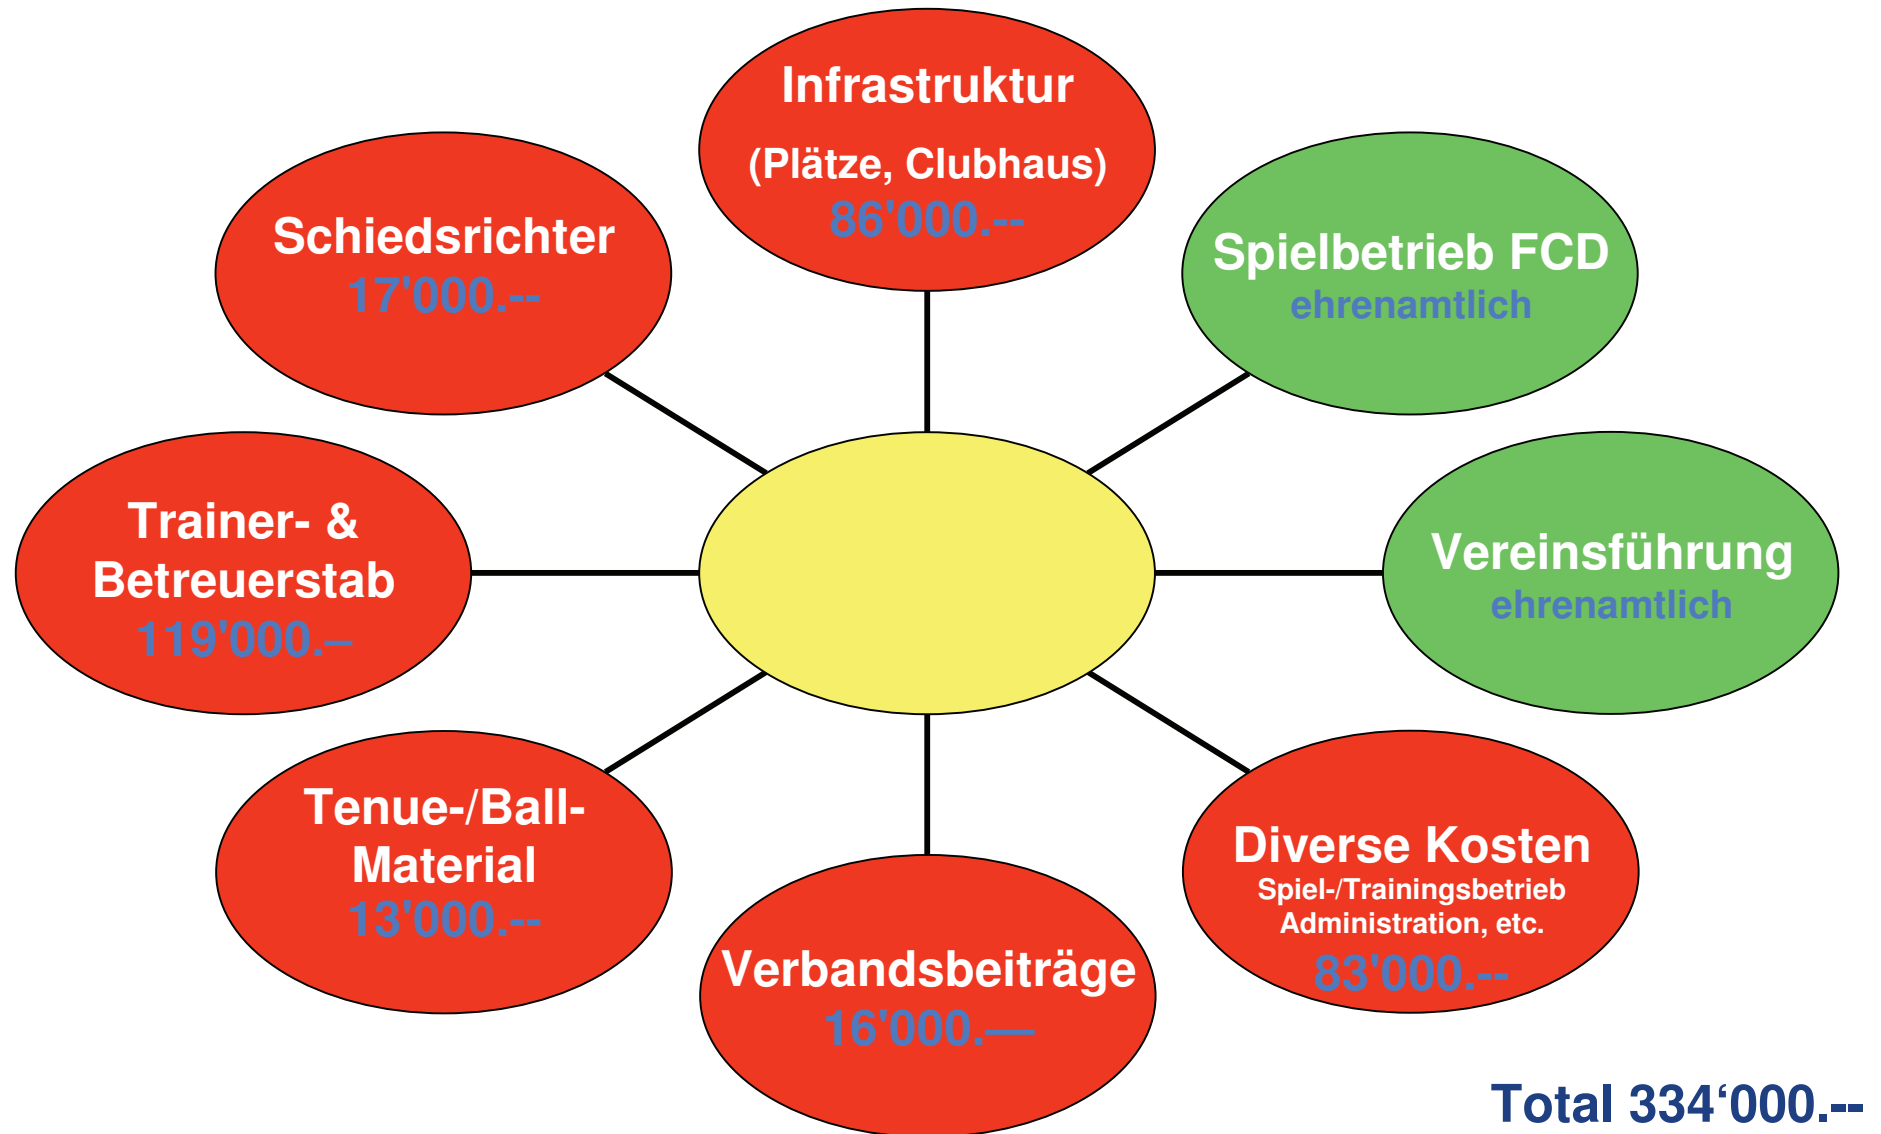 Infrastruktur
(Plätze, Clubhaus)
86'000.--
Schiedsrichter
17'000.--
Spielbetrieb FCD
ehrenamtlich
Trainer- &
Betreuerstab
119'000.–
Vereinsführung
ehrenamtlich
Tenue-/Ball-
Material
13'000.--
Diverse Kosten
Spiel-/Trainingsbetrieb
Administration, etc.
83'000.--
Verbandsbeiträge
16'000.—
Total 334‘000.--